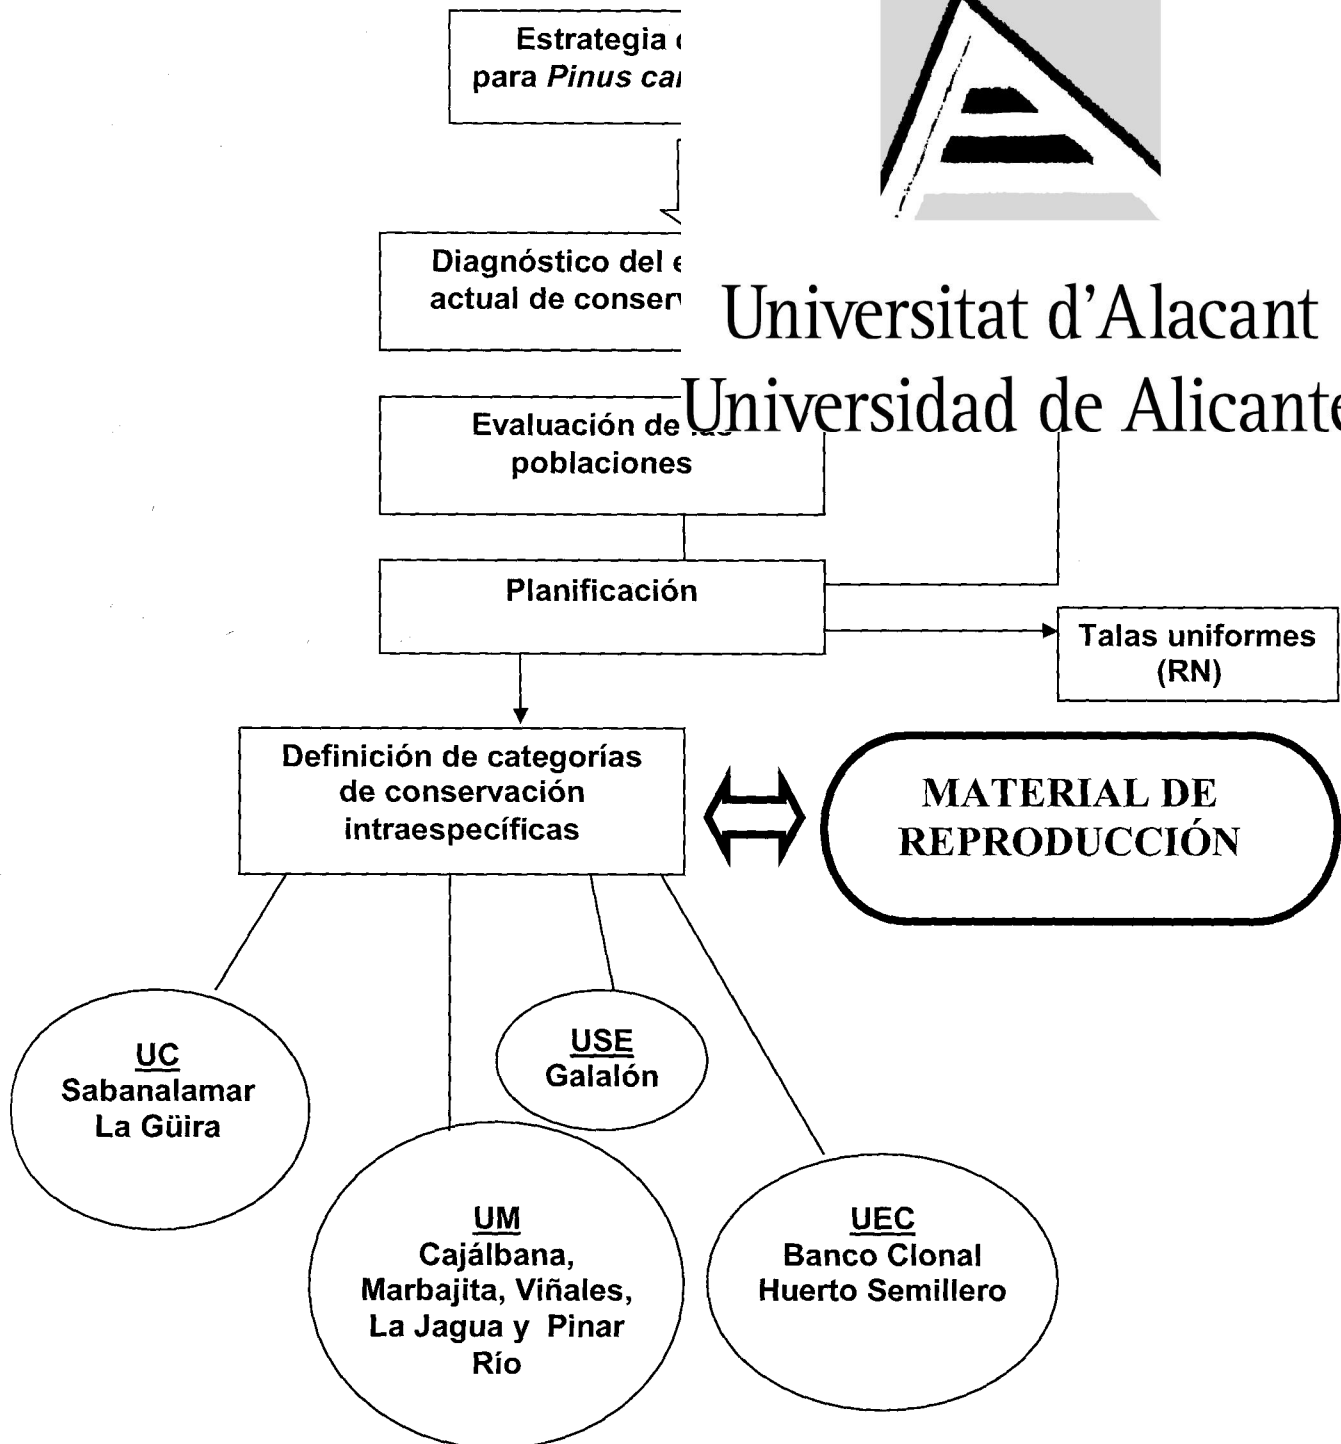 Estrategia
para Pinus
Diagnóstico del
actual de
Universitat d'Alacant
Universidad de Alicante
Evaluación de las
poblaciones
Planificación
Talas uniformes
(RN)
Definición de categorías
de conservación
intraespecíficas
MATERIAL DE
REPRODUCCIÓN
UC
Sabanalamar
La Güira
USE
Galalón
UM
Cajálbana,
Marbajita, Viñales,
La Jagua y Pinar
Río
UEC
Banco Clonal
Huerto Semillero